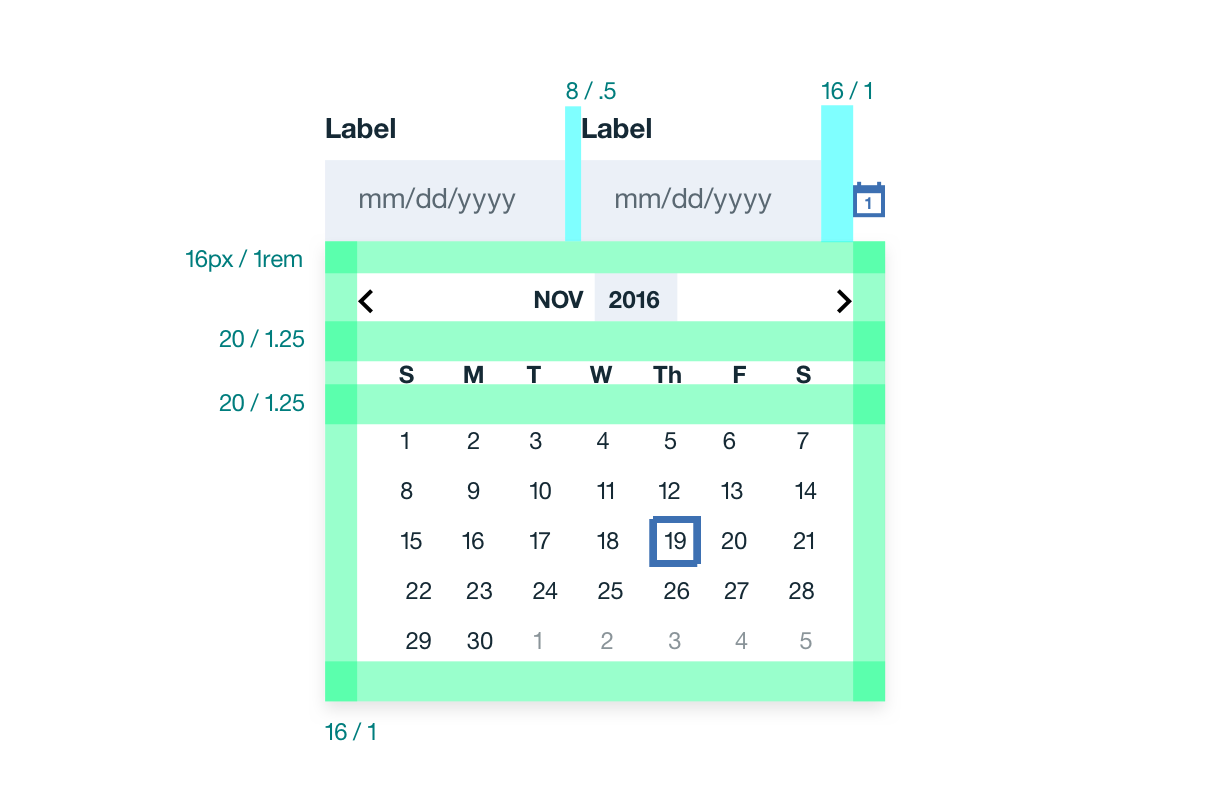 8 / .5 16 / 1
Label Label
mm/dd/yyyy mm/dd/yyyy 1
16px / 1rem
NOV 2016
20 / 1.25
S M T W Th F S
20 / 1.25
1 2 3 4 5 6 7
8 9 10 11 12 13 14
15 16 17 18 19 20 21
22 23 24 25 26 27 28
29 30 1 2 3 4 5
16 / 1